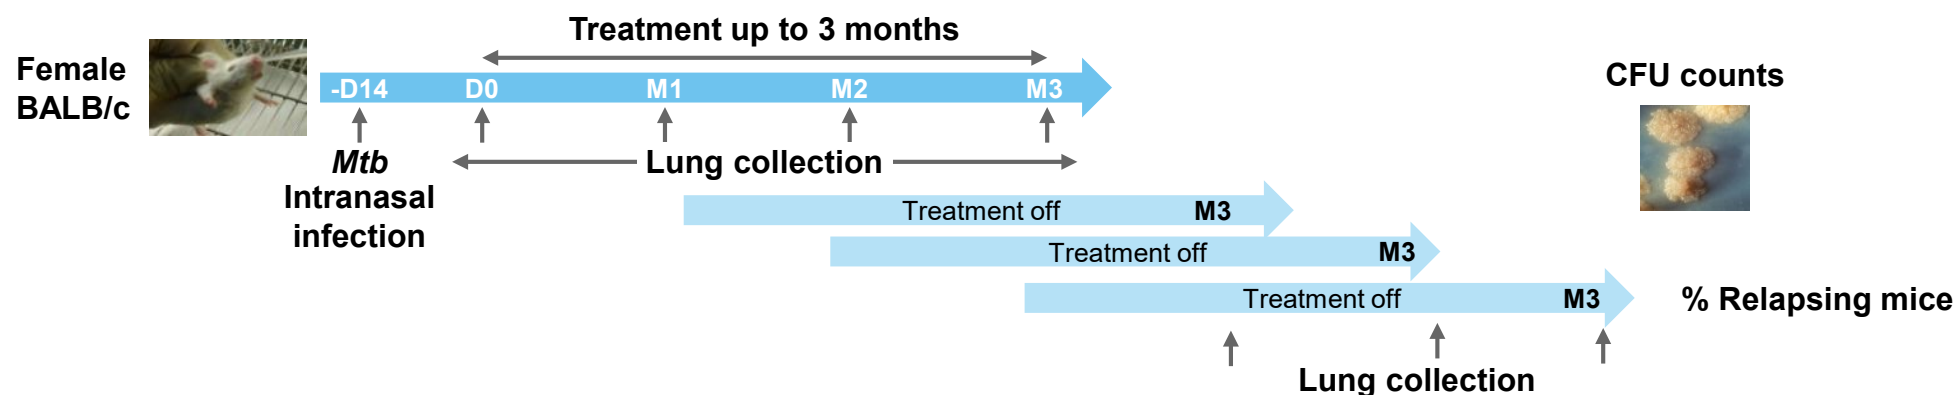 Treatment up to 3 months
Female
BALB/c
-D14
D0
M1
M2
M3
CFU counts
Mtb
Intranasal
infection
Lung collection
Treatment off
M3
Treatment off
M3
Treatment off
M3
% Relapsing mice
Lung collection